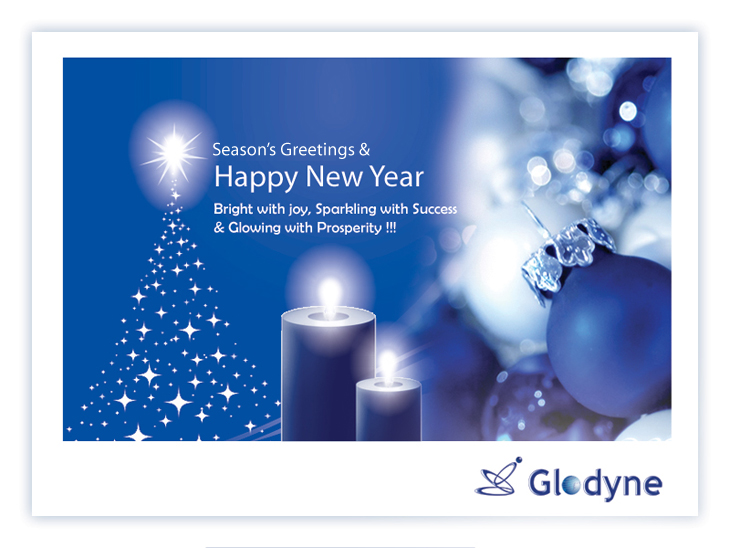 Season's Greetings &
Happy New Year
Bright with joy, Sparkling with Success
& Glowing with Prosperity !!!
Glodyne